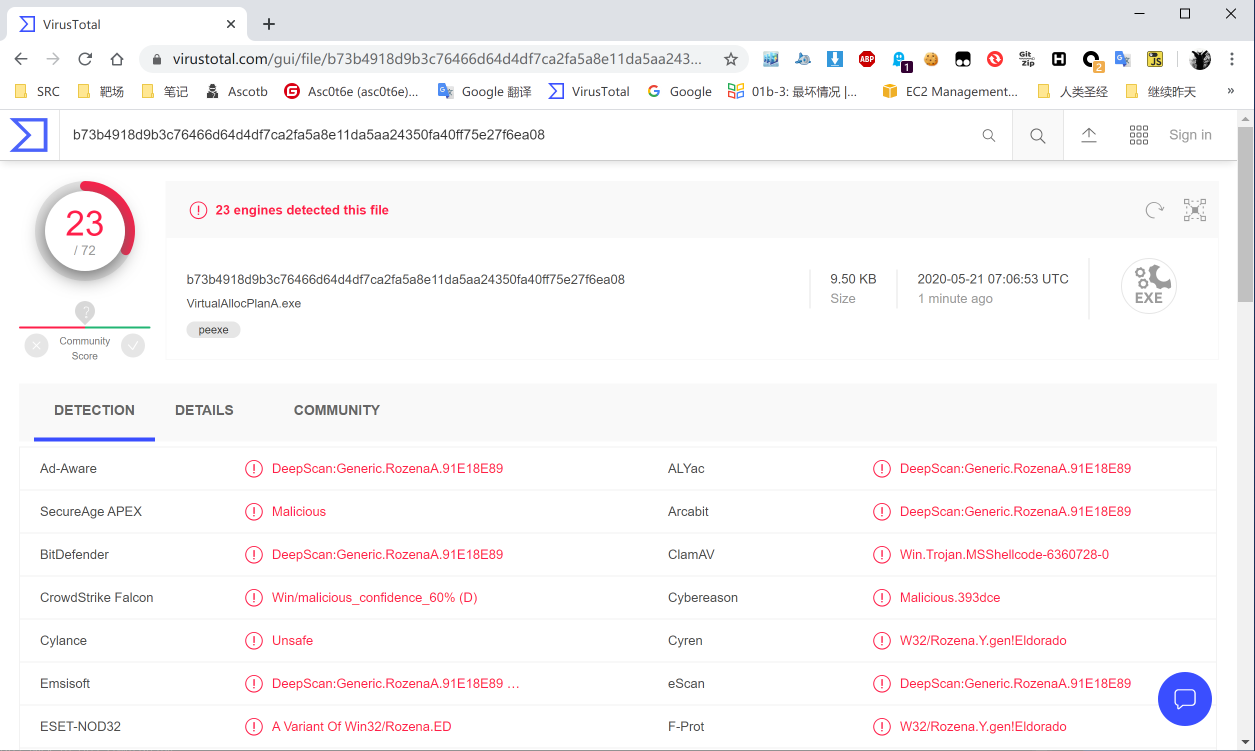 VirusTotal
virustotal.com/gui/file/b73b4918d9b3c76466d64d4df7ca2fa5a8e11da5aa243...
ABP
1
Git Zip
H
2
JS
SRC 靶场 笔记 Ascotb Asc0t6e (asc0t6e)... Google 翻译 VirusTotal Google 01b-3: 最坏情况 |... EC2 Management... 人类圣经 继续昨天 »
b73b4918d9b3c76466d64d4df7ca2fa5a8e11da5aa24350fa40ff75e27f6ea08
Sign in
23
/ 72
?
Community
Score
23 engines detected this file
b73b4918d9b3c76466d64d4df7ca2fa5a8e11da5aa24350fa40ff75e27f6ea08
VirtualAllocPlanA.exe
peexe
9.50 KB
Size
2020-05-21 07:06:53 UTC
1 minute ago
EXE
DETECTION DETAILS COMMUNITY
Ad-Aware DeepScan:Generic.RozenaA.91E18E89 ALYac DeepScan:Generic.RozenaA.91E18E89
SecureAge APEX Malicious Arcabit DeepScan:Generic.RozenaA.91E18E89
BitDefender DeepScan:Generic.RozenaA.91E18E89 ClamAV Win.Trojan.MSShellcode-6360728-0
CrowdStrike Falcon Win/malicious_confidence_60% (D) Cybereason Malicious.393dce
Cylance Unsafe Cyren W32/Rozena.Y.gen!Eldorado
Emsisoft DeepScan:Generic.RozenaA.91E18E89 ... eScan DeepScan:Generic.RozenaA.91E18E89
ESET-NOD32 A Variant Of Win32/Rozena.ED F-Prot W32/Rozena.Y.gen!Eldorado